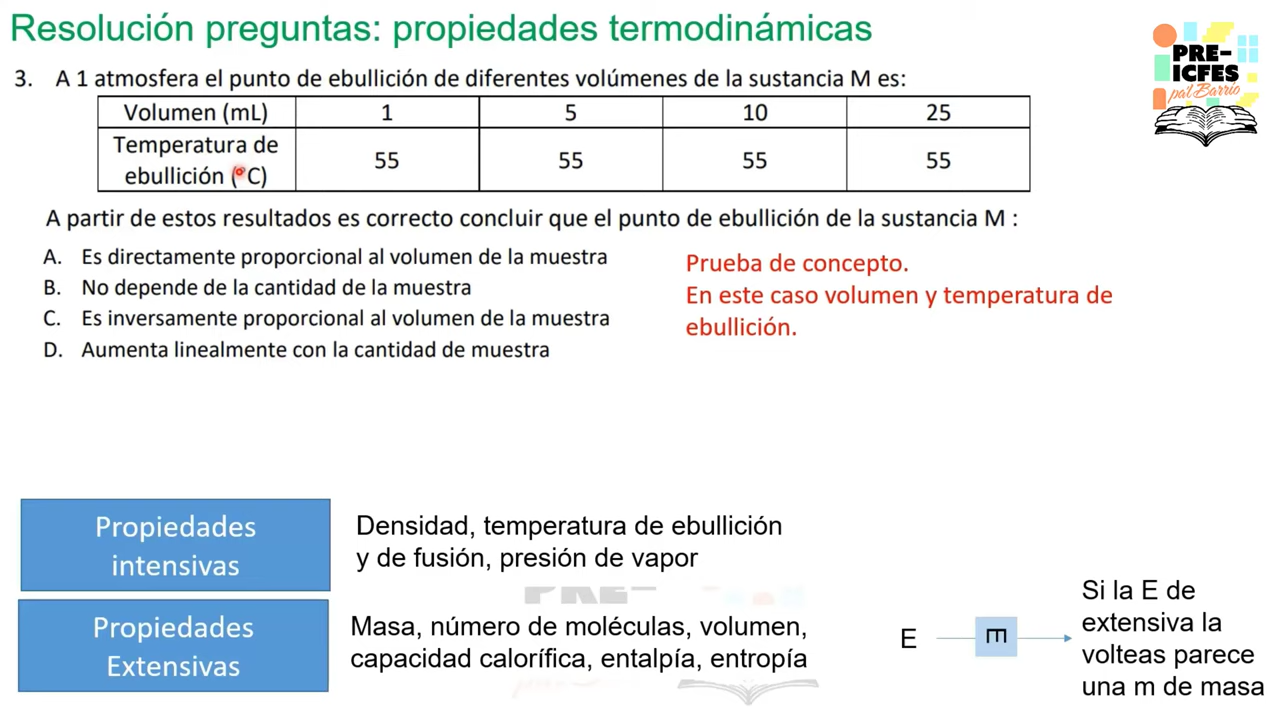 Resolución preguntas: propiedades termodinámicas
PRE-
ICFES
pa'l Barrio
3. A 1 atmosfera el punto de ebullición de diferentes volúmenes de la sustancia M es:
Volumen (mL) 1 5 10 25
Temperatura de
ebullición (°C) 55 55 55 55
A partir de estos resultados es correcto concluir que el punto de ebullición de la sustancia M :
A. Es directamente proporcional al volumen de la muestra
B. No depende de la cantidad de la muestra
C. Es inversamente proporcional al volumen de la muestra
D. Aumenta linealmente con la cantidad de muestra
Prueba de concepto.
En este caso volumen y temperatura de
ebullición.
Propiedades
intensivas
Densidad, temperatura de ebullición
y de fusión, presión de vapor
PRE-
Propiedades
Extensivas
Masa, número de moléculas, volumen,
capacidad calorífica, entalpía, entropía
E
E
Si la E de
extensiva la
volteas parece
una m de masa